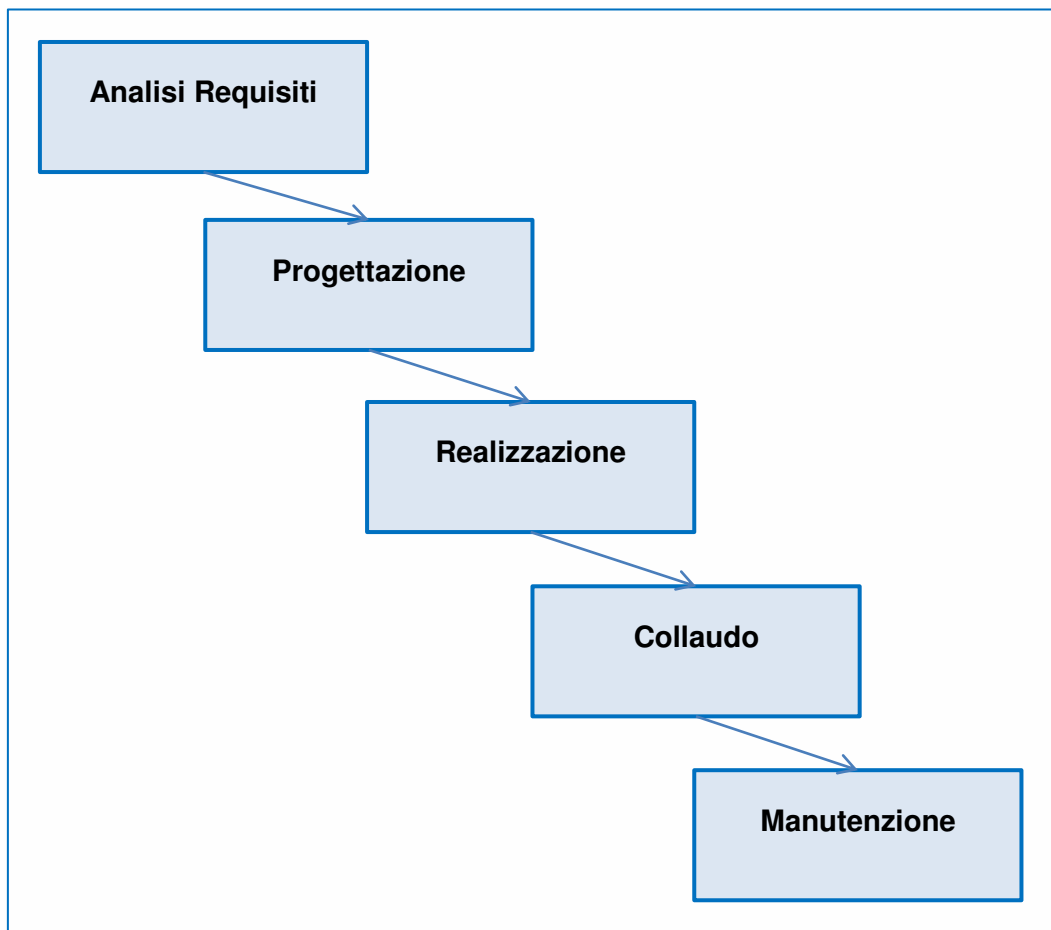 Analisi Requisiti
Progettazione
Realizzazione
Collaudo
Manutenzione